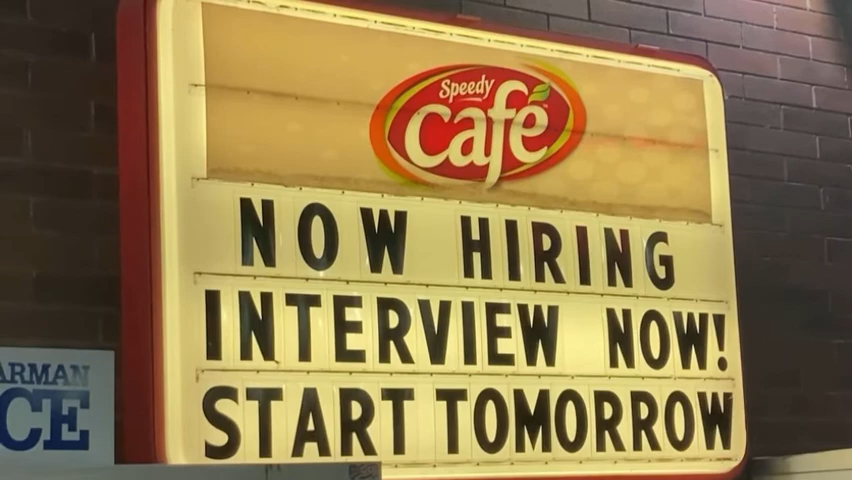 Speedy
café
NOW HIRING
INTERVIEW NOW!
START TOMORROW
ARMAN
CE